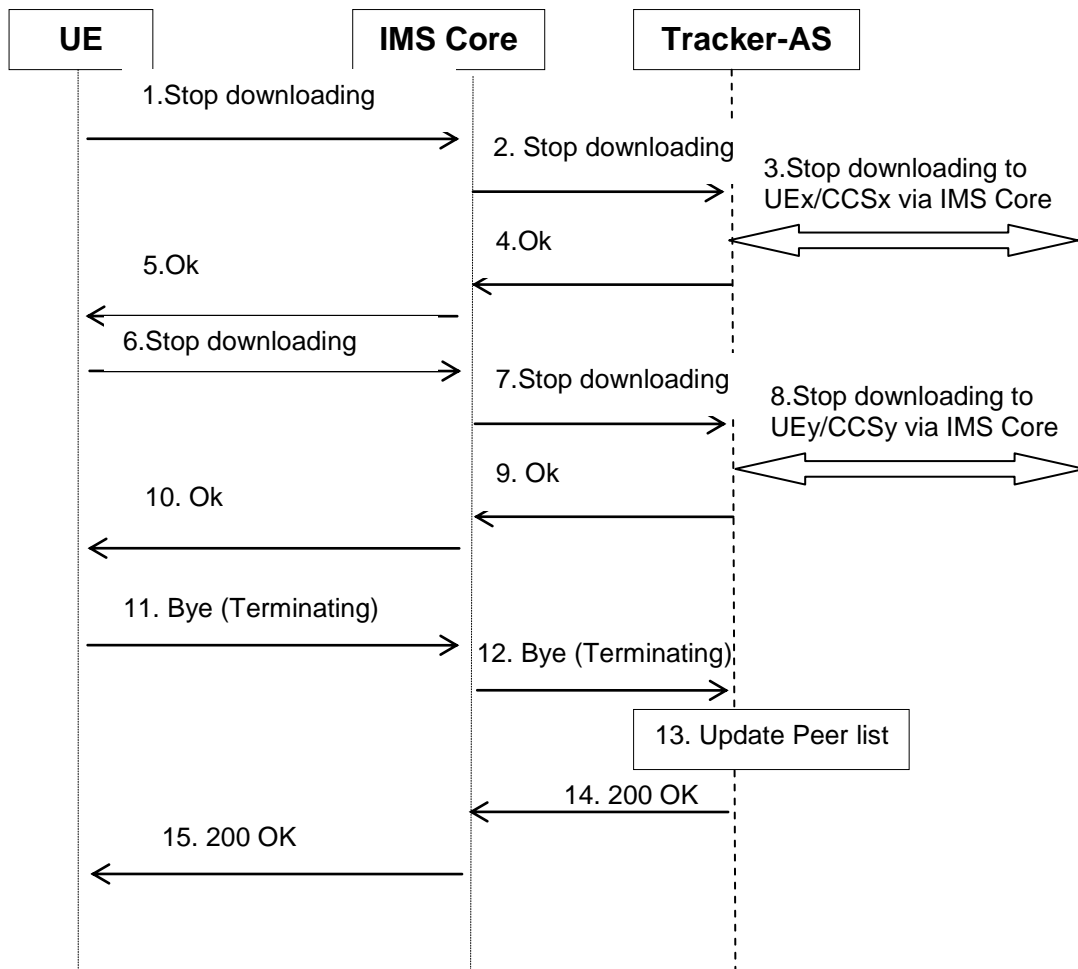 UE
IMS Core
Tracker-AS
1.Stop downloading
2. Stop downloading
3.Stop downloading to
UEx/CCSx via IMS Core
4.Ok
5.Ok
6.Stop downloading
7.Stop downloading
8.Stop downloading to
UEy/CCSy via IMS Core
9. Ok
10. Ok
11. Bye (Terminating)
12. Bye (Terminating)
13. Update Peer list
14. 200 OK
15. 200 OK